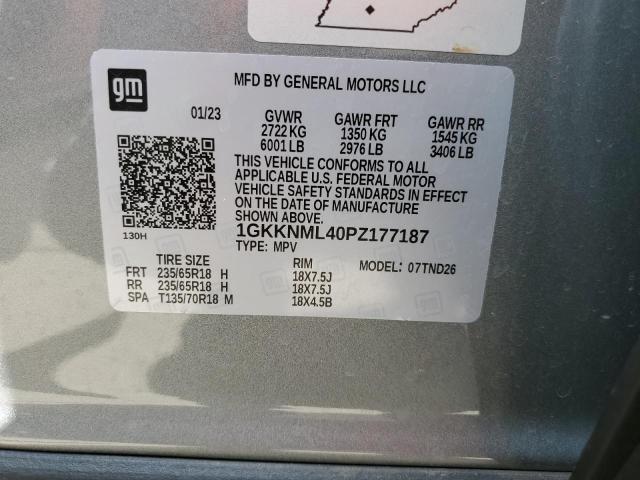 gm
MFD BY GENERAL MOTORS LLC
01/23 GVWR GAWR FRT GAWR RR
2722 KG 1350 KG 1545 KG
6001 LB 2976 LB 3406 LB
THIS VEHICLE CONFORMS TO ALL
APPLICABLE U.S. FEDERAL MOTOR
VEHICLE SAFETY STANDARDS IN EFFECT
ON THE DATE OF MANUFACTURE
SHOWN ABOVE.
130H
1GKKNML40PZ177187
TYPE: MPV
TIRE SIZE RIM MODEL: 07TND26
FRT 235/65R18 H 18X7.5J
RR 235/65R18 H 18X7.5J
SPA T135/70R18 M 18X4.5B